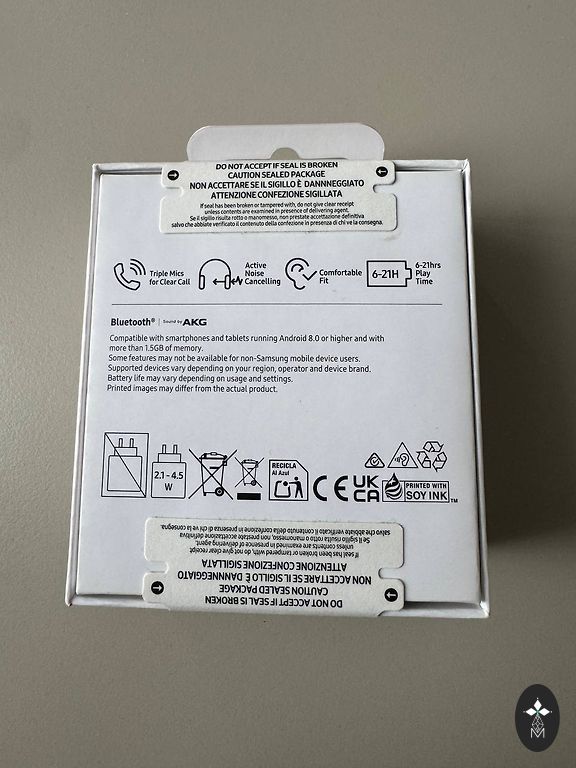 DO NOT ACCEPT IF SEAL IS BROKEN
CAUTION SEALED PACKAGE
NON ACCETTARE SE IL SIGILLO È DANNNEGGIATO
ATTENZIONE CONFEZIONE SIGILLATA
If seal has been broken or tampered with, do not give clear receipt
unless contents are examined in presence of delivering agent.
Se il sigillo risulta rotto o manomesso, non prestate accettazione definitiva
salvo che abbiate verificato il contenuto della confezione in presenza di chi ve la consegna.
Triple Mics
for Clear Call
Active
Noise
Cancelling
Comfortable
Fit
6-21H
6-21hrs
Play
Time
Bluetooth® | Sound by AKG
Compatible with smartphones and tablets running Android 8.0 or higher and with
more than 1.5GB of memory.
Some features may not be available for non-Samsung mobile device users.
Supported devices vary depending on your region, operator and device brand.
Battery life may vary depending on usage and settings.
Printed images may differ from the actual product.
2.1 - 4.5
W
RECICLA
Al Azul
CE
UK
CA
PRINTED WITH
SOY INK™
DO NOT ACCEPT IF SEAL IS BROKEN
CAUTION SEALED PACKAGE
NON ACCETTARE SE IL SIGILLO È DANNNEGGIATO
ATTENZIONE CONFEZIONE SIGILLATA
If seal has been broken or tampered with, do not give clear receipt
unless contents are examined in presence of delivering agent.
Se il sigillo risulta rotto o manomesso, non prestate accettazione definitiva
salvo che abbiate verificato il contenuto della confezione in presenza di chi ve la consegna.
M